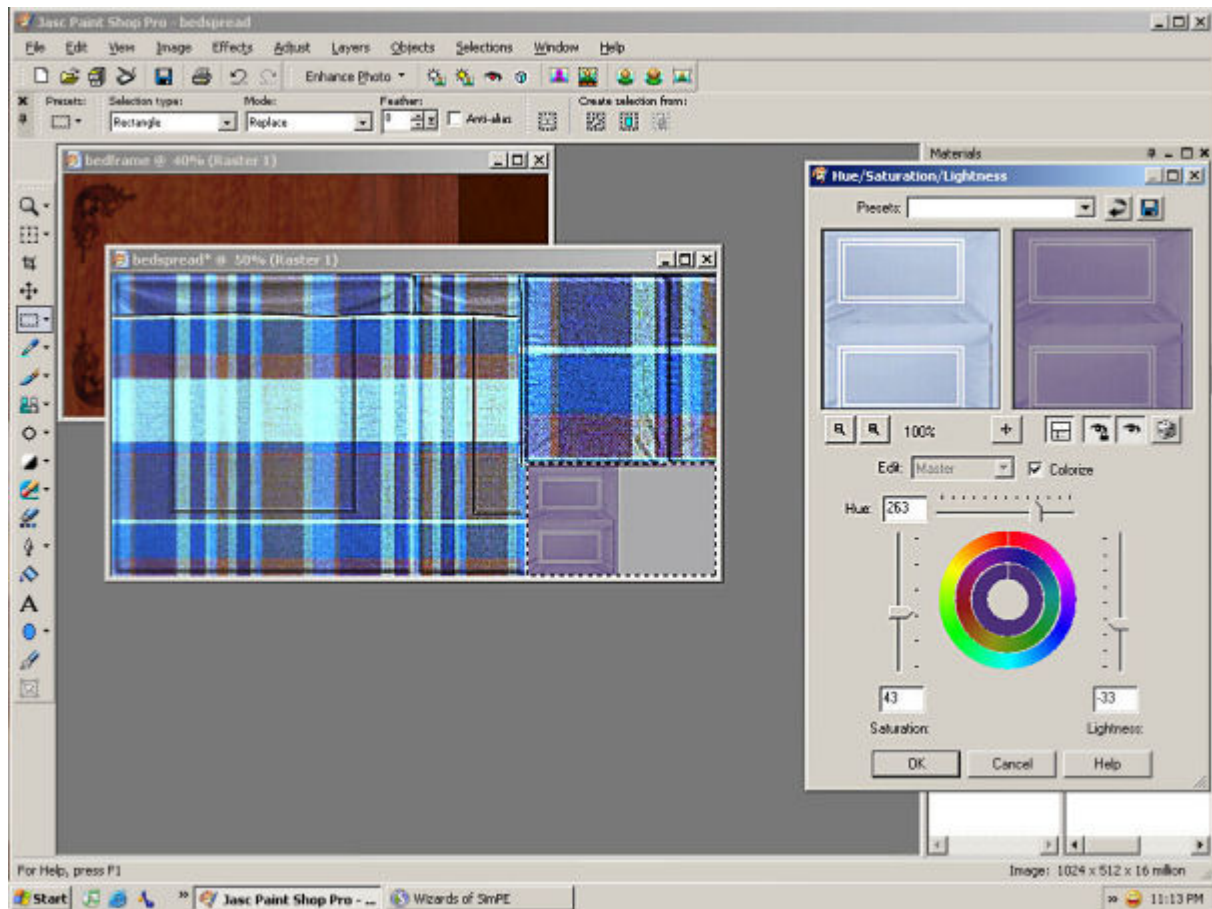 Jasc Paint Shop Pro - bedspread
File Edit View Image Effects Adjust Layers Objects Selections Window Help
Enhance Photo
Presets: Selection type: Mode: Feather: Create selection from:
Rectangle Replace 0 Anti-alias
bedframe @ 40% (Raster 1)
Materials
Hue/Saturation/Lightness
Presets:
bedspread* @ 50% (Raster 1)
100%
Edit: Master Colorize
Hue: 263
43 -33
Saturation: Lightness:
OK Cancel Help
For Help, press F1
Image: 1024 x 512 x 16 million
Start Jasc Paint Shop Pro - ... Wizards of SimPE 11:13 PM